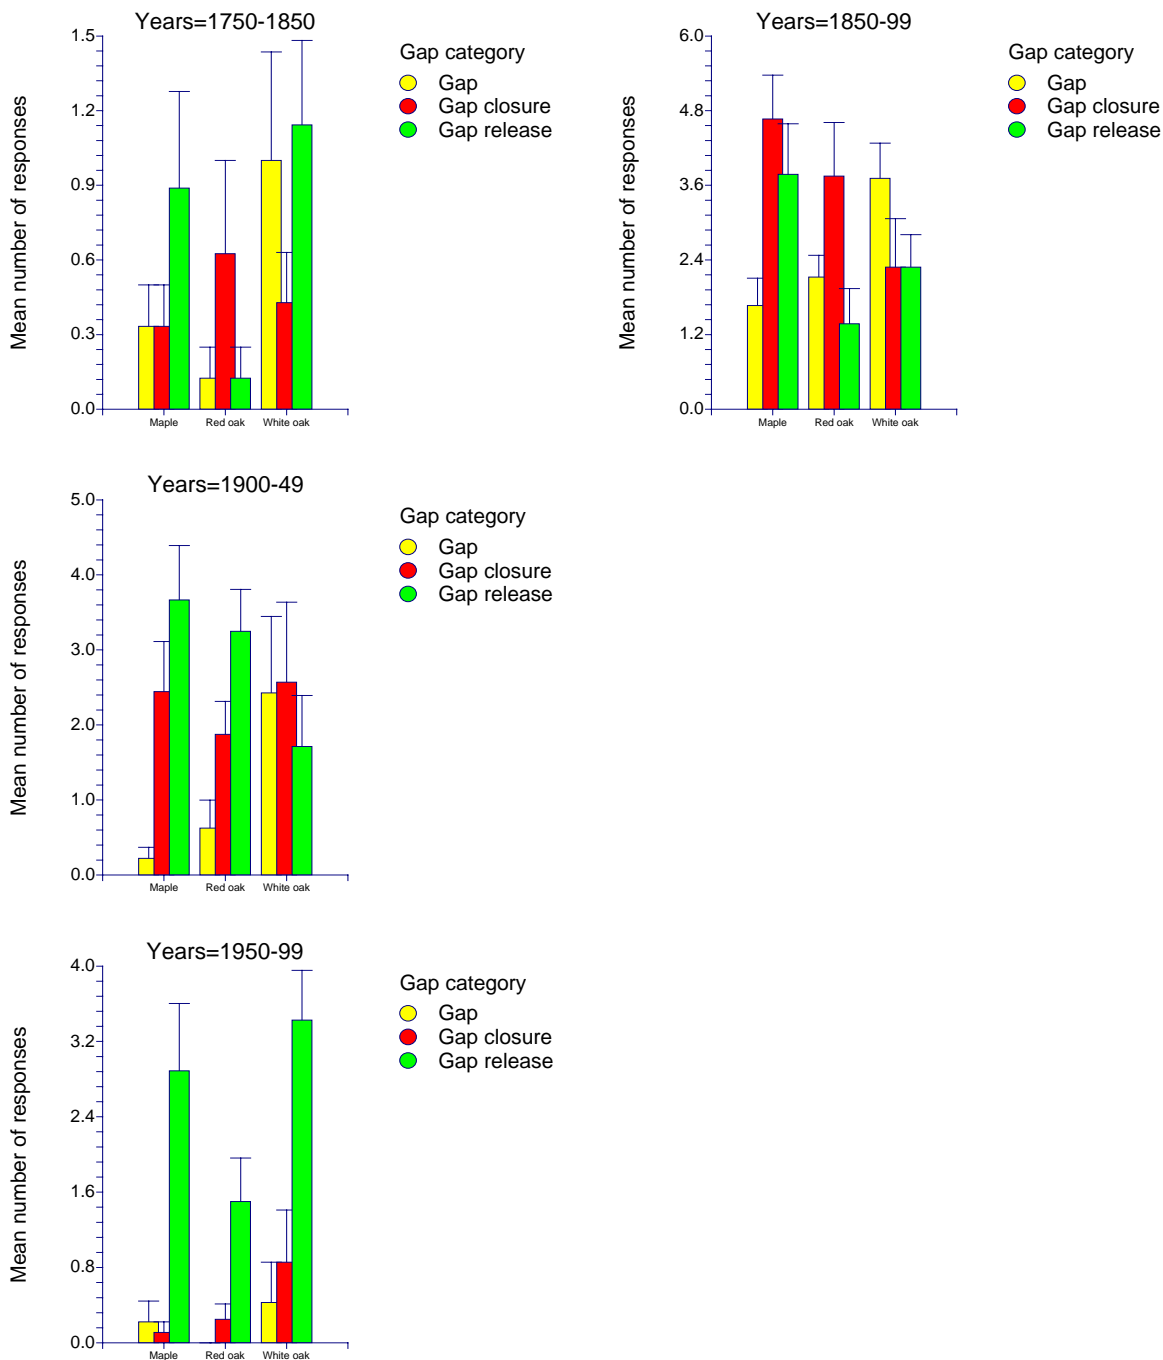 Years=1750-1850
Mean number of responses
1.5
1.2
0.9
0.6
0.3
0.0
Maple Red oak White oak
Gap category
Gap
Gap closure
Gap release
Years=1850-99
Mean number of responses
6.0
4.8
3.6
2.4
1.2
0.0
Maple Red oak White oak
Gap category
Gap
Gap closure
Gap release
Years=1900-49
Mean number of responses
5.0
4.0
3.0
2.0
1.0
0.0
Maple Red oak White oak
Gap category
Gap
Gap closure
Gap release
Years=1950-99
Mean number of responses
4.0
3.2
2.4
1.6
0.8
0.0
Maple Red oak White oak
Gap category
Gap
Gap closure
Gap release